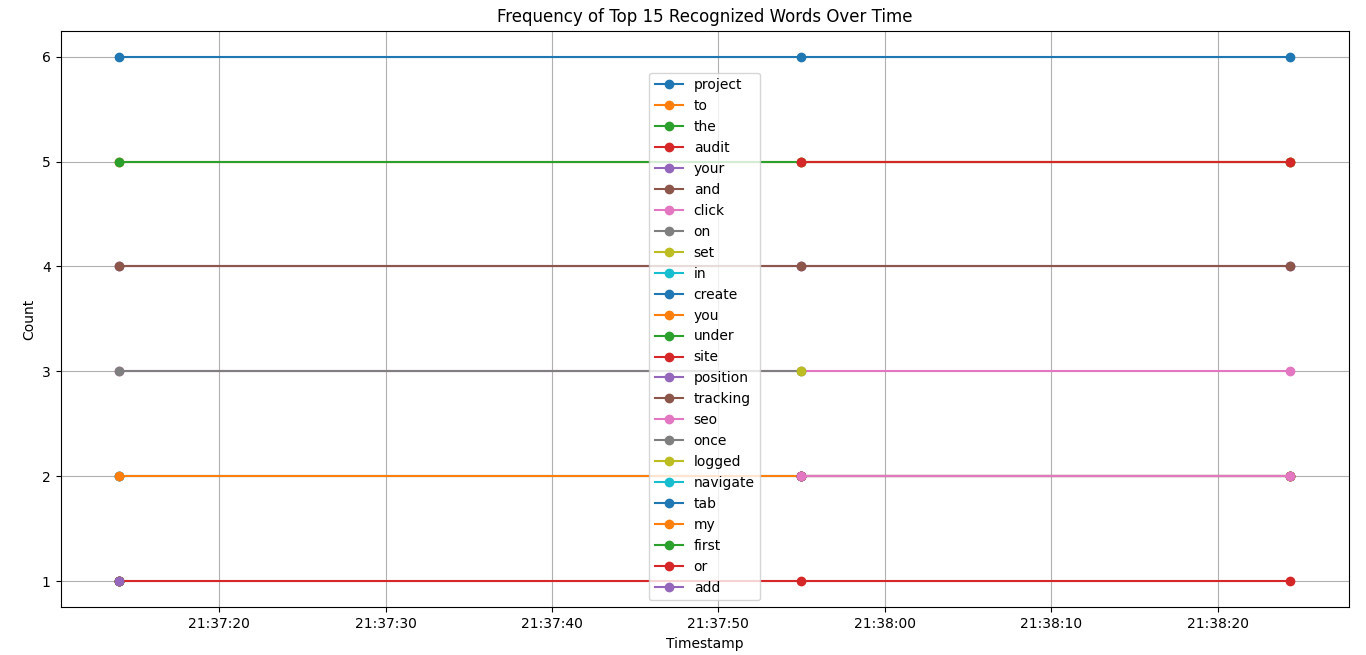 Frequency of Top 15 Recognized Words Over Time
6
5
4
3
2
1
Count
project
to
the
audit
your
and
click
on
set
in
create
you
under
site
position
tracking
seo
once
logged
navigate
tab
my
first
or
add
21:37:20 21:37:30 21:37:40 21:37:50 21:38:00 21:38:10 21:38:20
Timestamp